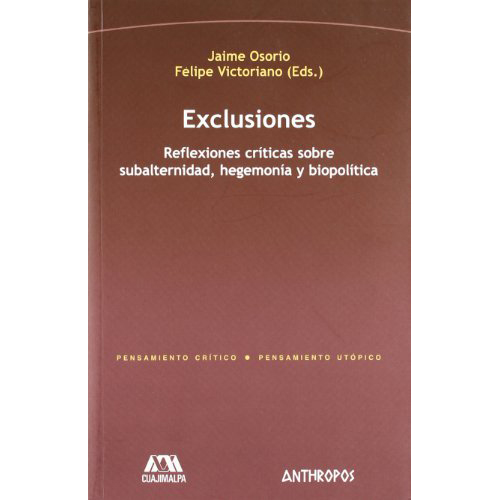 Jaime Osorio
Felipe Victoriano (Eds.)
Exclusiones
Reflexiones críticas sobre
subalternidad, hegemonía y biopolítica
PENSAMIENTO CRÍTICO ● PENSAMIENTO UTÓPICO
CUAJIMALPA
ANTHROPOS